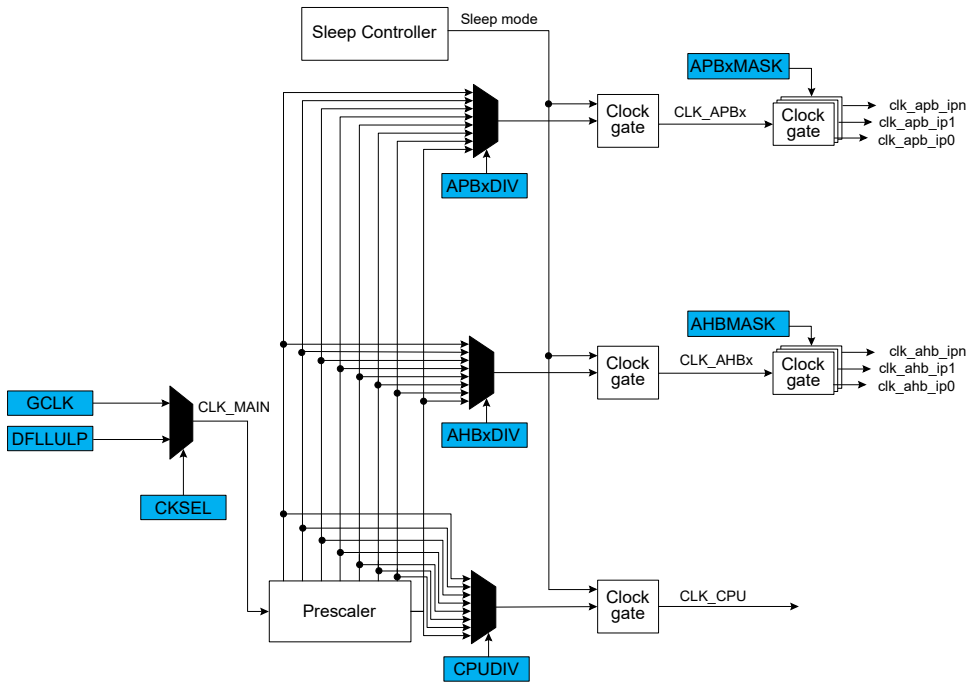 Sleep mode
Sleep Controller
APBxMASK
Clock
gate
CLK_APBx
Clock
gate
clk_apb_ipn
clk_apb_ip1
clk_apb_ip0
APBxDIV
AHBMASK
Clock
gate
CLK_AHBx
Clock
gate
clk_ahb_ipn
clk_ahb_ip1
clk_ahb_ip0
GCLK
CLK_MAIN
DFLLULP
AHBxDIV
CKSEL
Prescaler
Clock
gate
CLK_CPU
CPUDIV